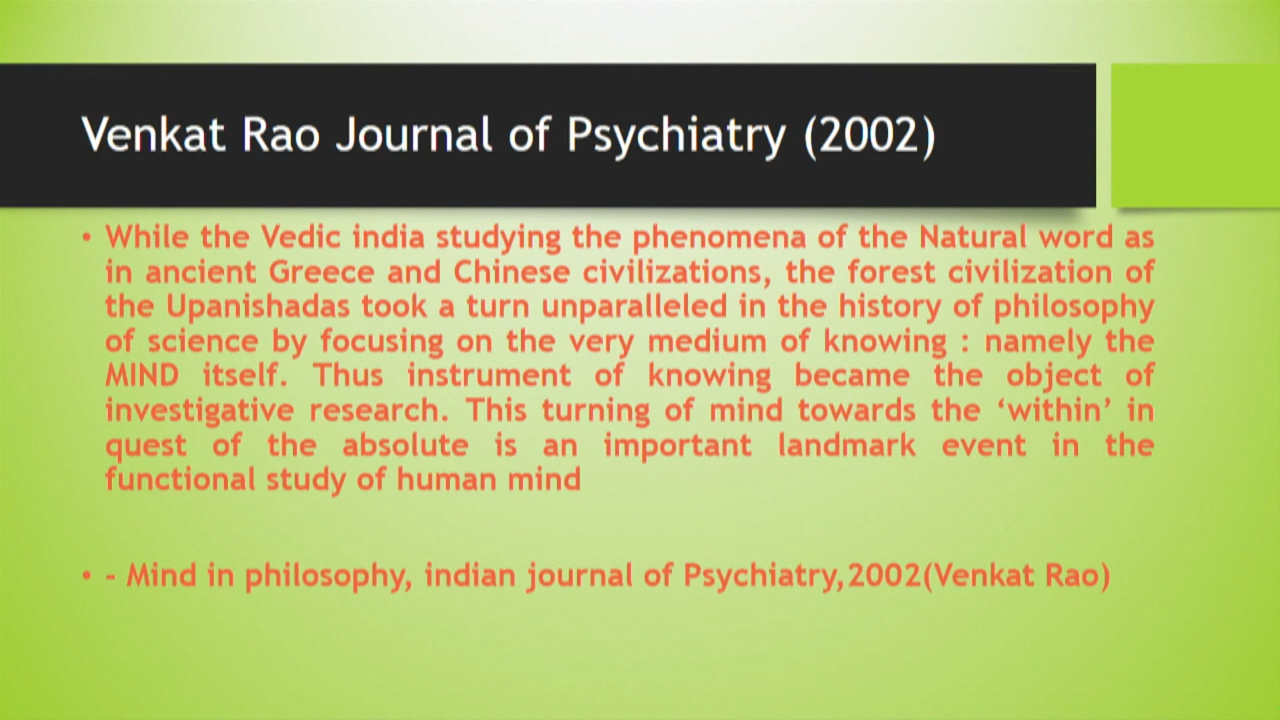 Venkat Rao Journal of Psychiatry (2002)
• While the Vedic india studying the phenomena of the Natural word as
in ancient Greece and Chinese civilizations, the forest civilization of
the Upanishadas took a turn unparalleled in the history of philosophy
of science by focusing on the very medium of knowing : namely the
MIND itself. Thus instrument of knowing became the object of
investigative research. This turning of mind towards the ‘within’ in
quest of the absolute is an important landmark event in the
functional study of human mind
• - Mind in philosophy, indian journal of Psychiatry,2002(Venkat Rao)